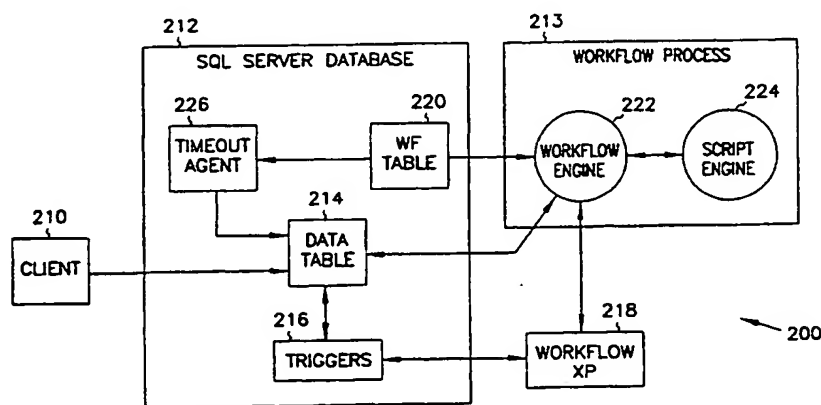 212
SQL SERVER DATABASE
213
WORKFLOW PROCESS
226
TIMEOUT
AGENT
220
WF
TABLE
222
WORKFLOW
ENGINE
224
SCRIPT
ENGINE
210
CLIENT
214
DATA
TABLE
216
TRIGGERS
218
WORKFLOW
XP
200